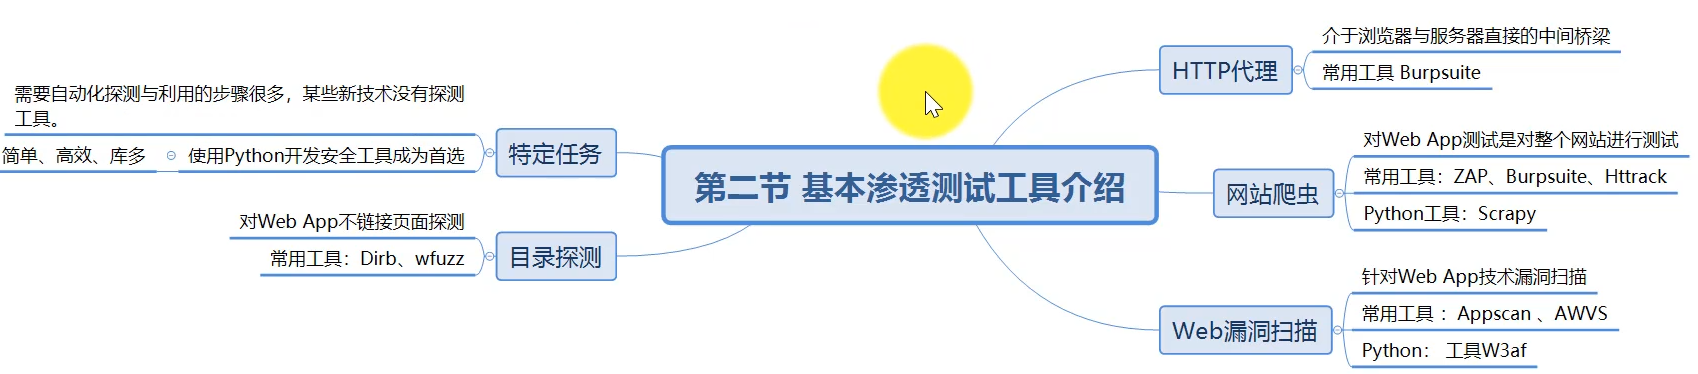 第二节 基本渗透测试工具介绍
HTTP代理
介于浏览器与服务器直接的中间桥梁
常用工具 Burpsuite
网站爬虫
对Web App测试是对整个网站进行测试
常用工具：ZAP、Burpsuite、Httrack
Python工具：Scrapy
Web漏洞扫描
针对Web App技术漏洞扫描
常用工具 ：Appscan 、AWVS
Python： 工具W3af
目录探测
对Web App不链接页面探测
常用工具：Dirb、wfuzz
特定任务
需要自动化探测与利用的步骤很多，某些新技术没有探测
工具。
使用Python开发安全工具成为首选
简单、高效、库多